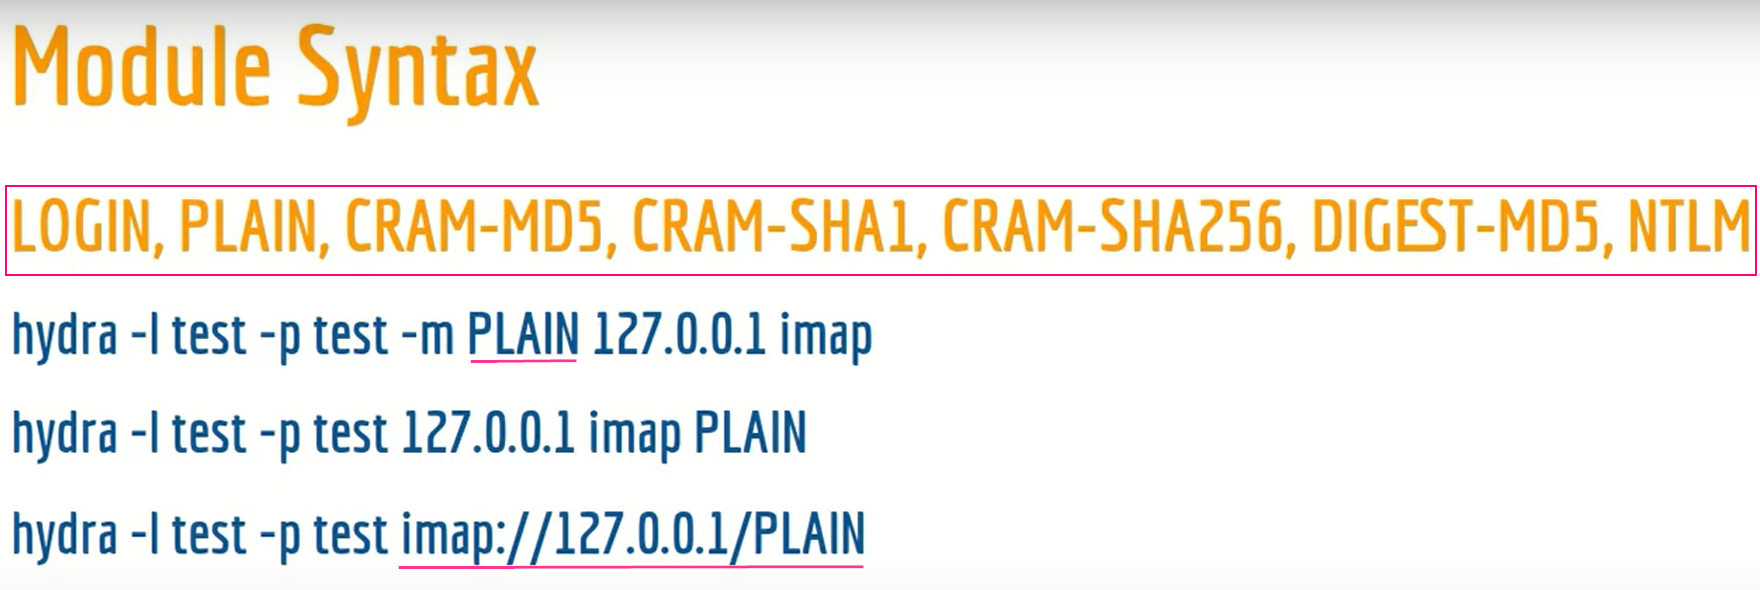 Module Syntax
LOGIN, PLAIN, CRAM-MD5, CRAM-SHA1, CRAM-SHA256, DIGEST-MD5, NTLM
hydra -l test -p test -m PLAIN 127.0.0.1 imap
hydra -l test -p test 127.0.0.1 imap PLAIN
hydra -l test -p test imap://127.0.0.1/PLAIN